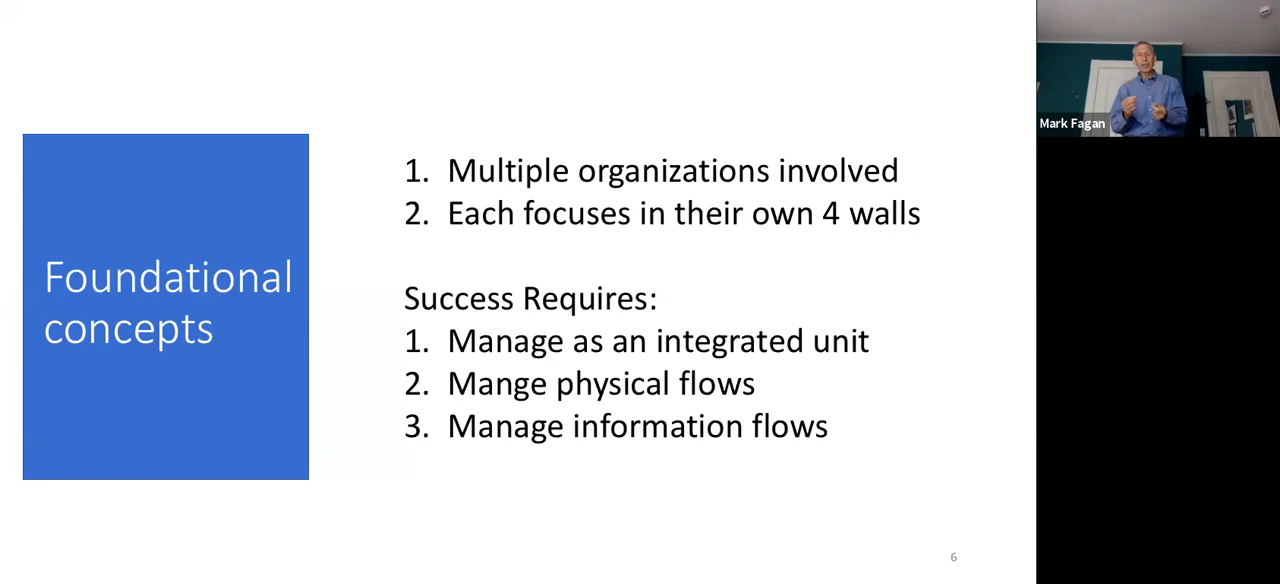 Foundational
concepts
1. Multiple organizations involved
2. Each focuses in their own 4 walls
Success Requires:
1. Manage as an integrated unit
2. Mange physical flows
3. Manage information flows
6
Mark Fagan